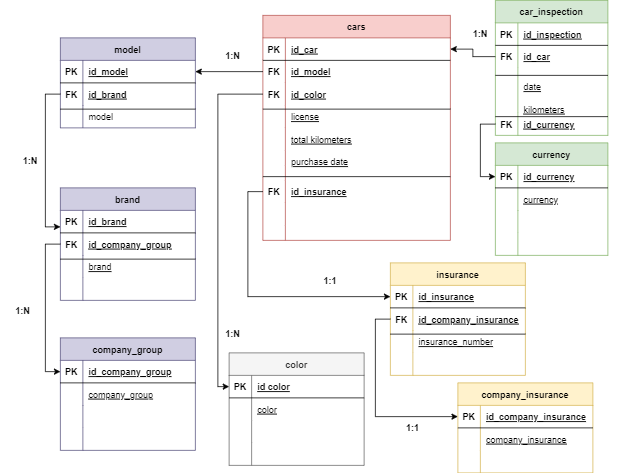 car_inspection
PK id_inspection
FK id_car
date
kilometers
FK id_currency
cars
PK id_car
FK id_model
FK id_color
license
total kilometers
purchase date
FK id_insurance
1:N
1:N
model
PK id_model
FK id_brand
model
1:N
currency
PK id_currency
currency
brand
PK id_brand
FK id_company_group
brand
1:N
1:1
insurance
PK id_insurance
FK id_company_insurance
insurance_number
1:N
company_group
PK id_company_group
company_group
color
PK id color
color
company_insurance
PK id_company_insurance
company_insurance
1:1